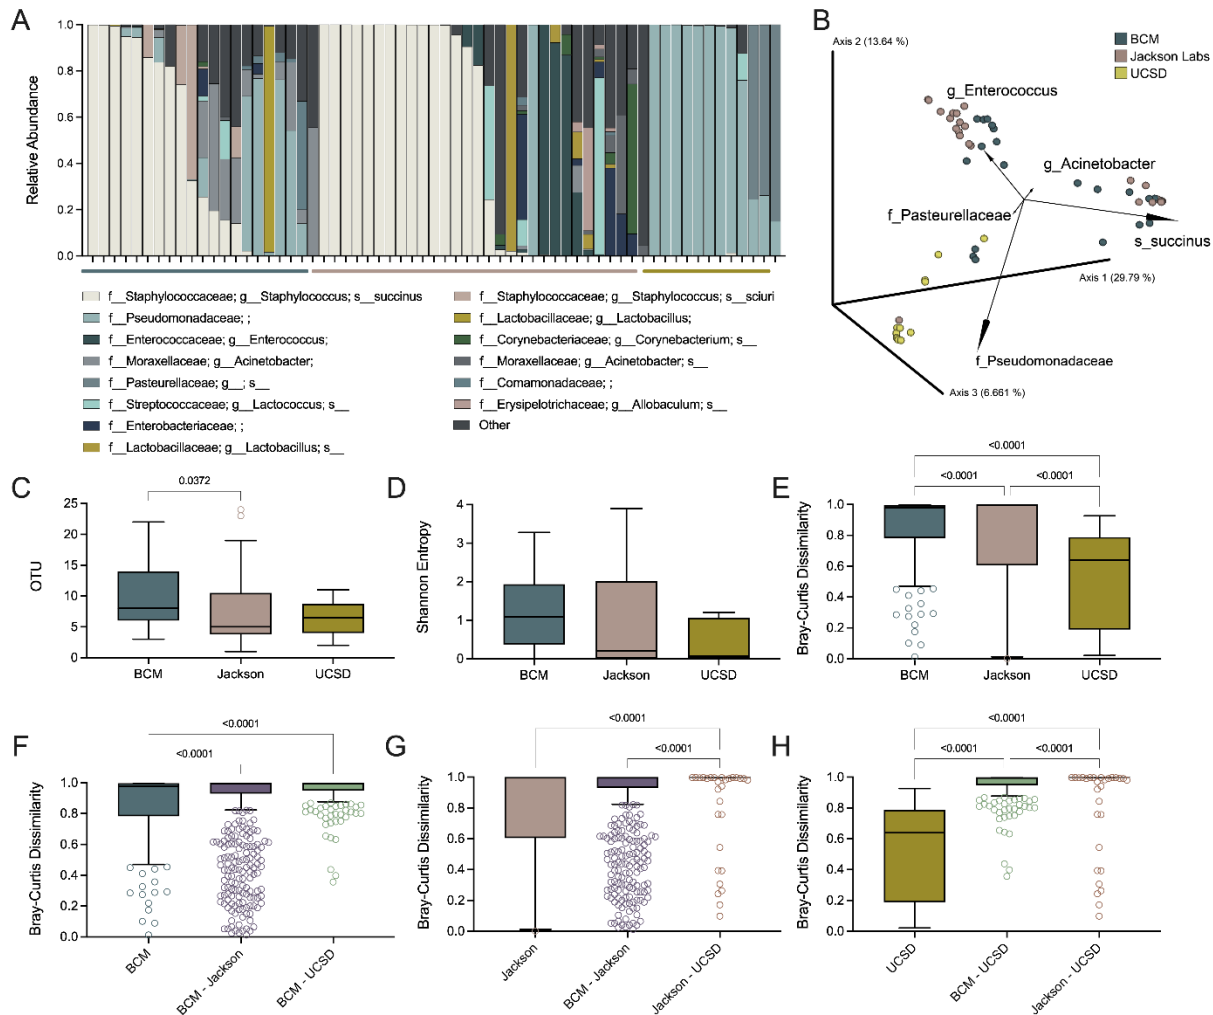 A
Relative Abundance
1.0
0.8
0.6
0.4
0.2
0.0
f__Staphylococcaceae; g__Staphylococcus; s__succinus
f__Pseudomonadaceae; ;
f__Enterococcaceae; g__Enterococcus;
f__Moraxellaceae; g__Acinetobacter;
f__Pasteurellaceae; g__; s__
f__Streptococcaceae; g__Lactococcus; s__
f__Enterobacteriaceae; ;
f__Lactobacillaceae; g__Lactobacillus; s__
f__Staphylococcaceae; g__Staphylococcus; s__sciuri
f__Lactobacillaceae; g__Lactobacillus;
f__Corynebacteriaceae; g__Corynebacterium; s__
f__Moraxellaceae; g__Acinetobacter; s__
f__Comamonadaceae; ;
f__Erysipelotrichaceae; g__Allobaculum; s__
Other
B
Axis 2 (13.64 %)
BCM
Jackson Labs
UCSD
g_Enterococcus
g_Acinetobacter
f_Pasteurellaceae
s_succinus
Axis 1 (29.79 %)
f_Pseudomonadaceae
Axis 3 (6.661 %)
C
0.0372
OTU
25
20
15
10
5
0
BCM
Jackson
UCSD
D
Shannon Entropy
4
3
2
1
0
BCM
Jackson
UCSD
E
<0.0001
<0.0001
<0.0001
Bray-Curtis Dissimilarity
1.0
0.8
0.6
0.4
0.2
0.0
BCM
Jackson
UCSD
F
<0.0001
<0.0001
Bray-Curtis Dissimilarity
1.0
0.8
0.6
0.4
0.2
0.0
BCM
BCM - Jackson
BCM - UCSD
G
<0.0001
<0.0001
Bray-Curtis Dissimilarity
1.0
0.8
0.6
0.4
0.2
0.0
Jackson
BCM - Jackson
Jackson - UCSD
H
<0.0001
<0.0001
<0.0001
Bray-Curtis Dissimilarity
1.0
0.8
0.6
0.4
0.2
0.0
UCSD
BCM - UCSD
Jackson - UCSD